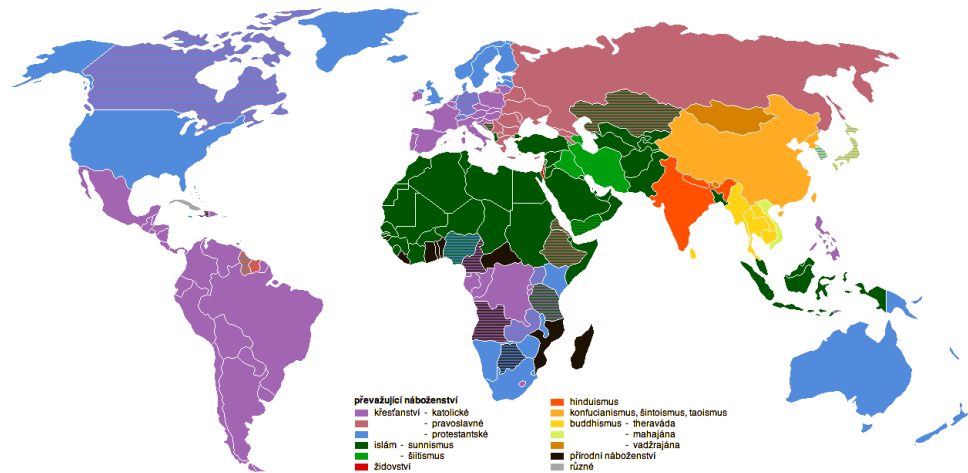 převažující náboženství
křesťanství - katolické
- pravoslavné
- protestantské
islám - sunnismus
- šíitismus
židovství
hinduismus
konfucianismus, šintoismus, taoismus
buddhismus - theraváda
- mahajána
- vadžrajána
přírodní náboženství
různé